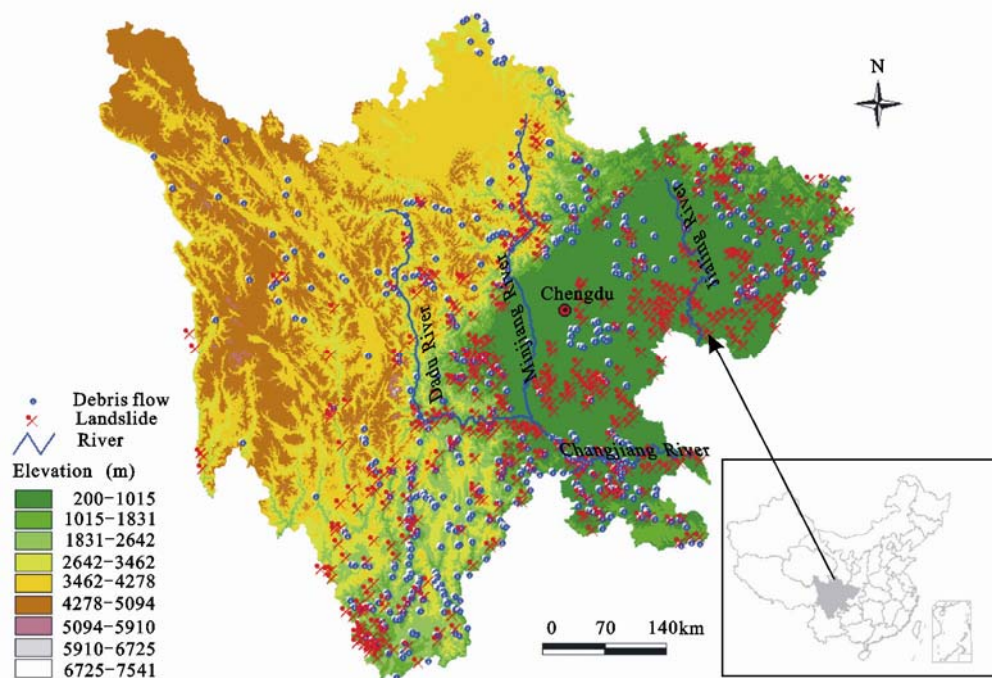 N
Jialing River
Minjiang River
Chengdu
Dadu River
Changjiang River
Debris flow
Landslide
River
Elevation (m)
200-1015
1015-1831
1831-2642
2642-3462
3462-4278
4278-5094
5094-5910
5910-6725
6725-7541
0 70 140km